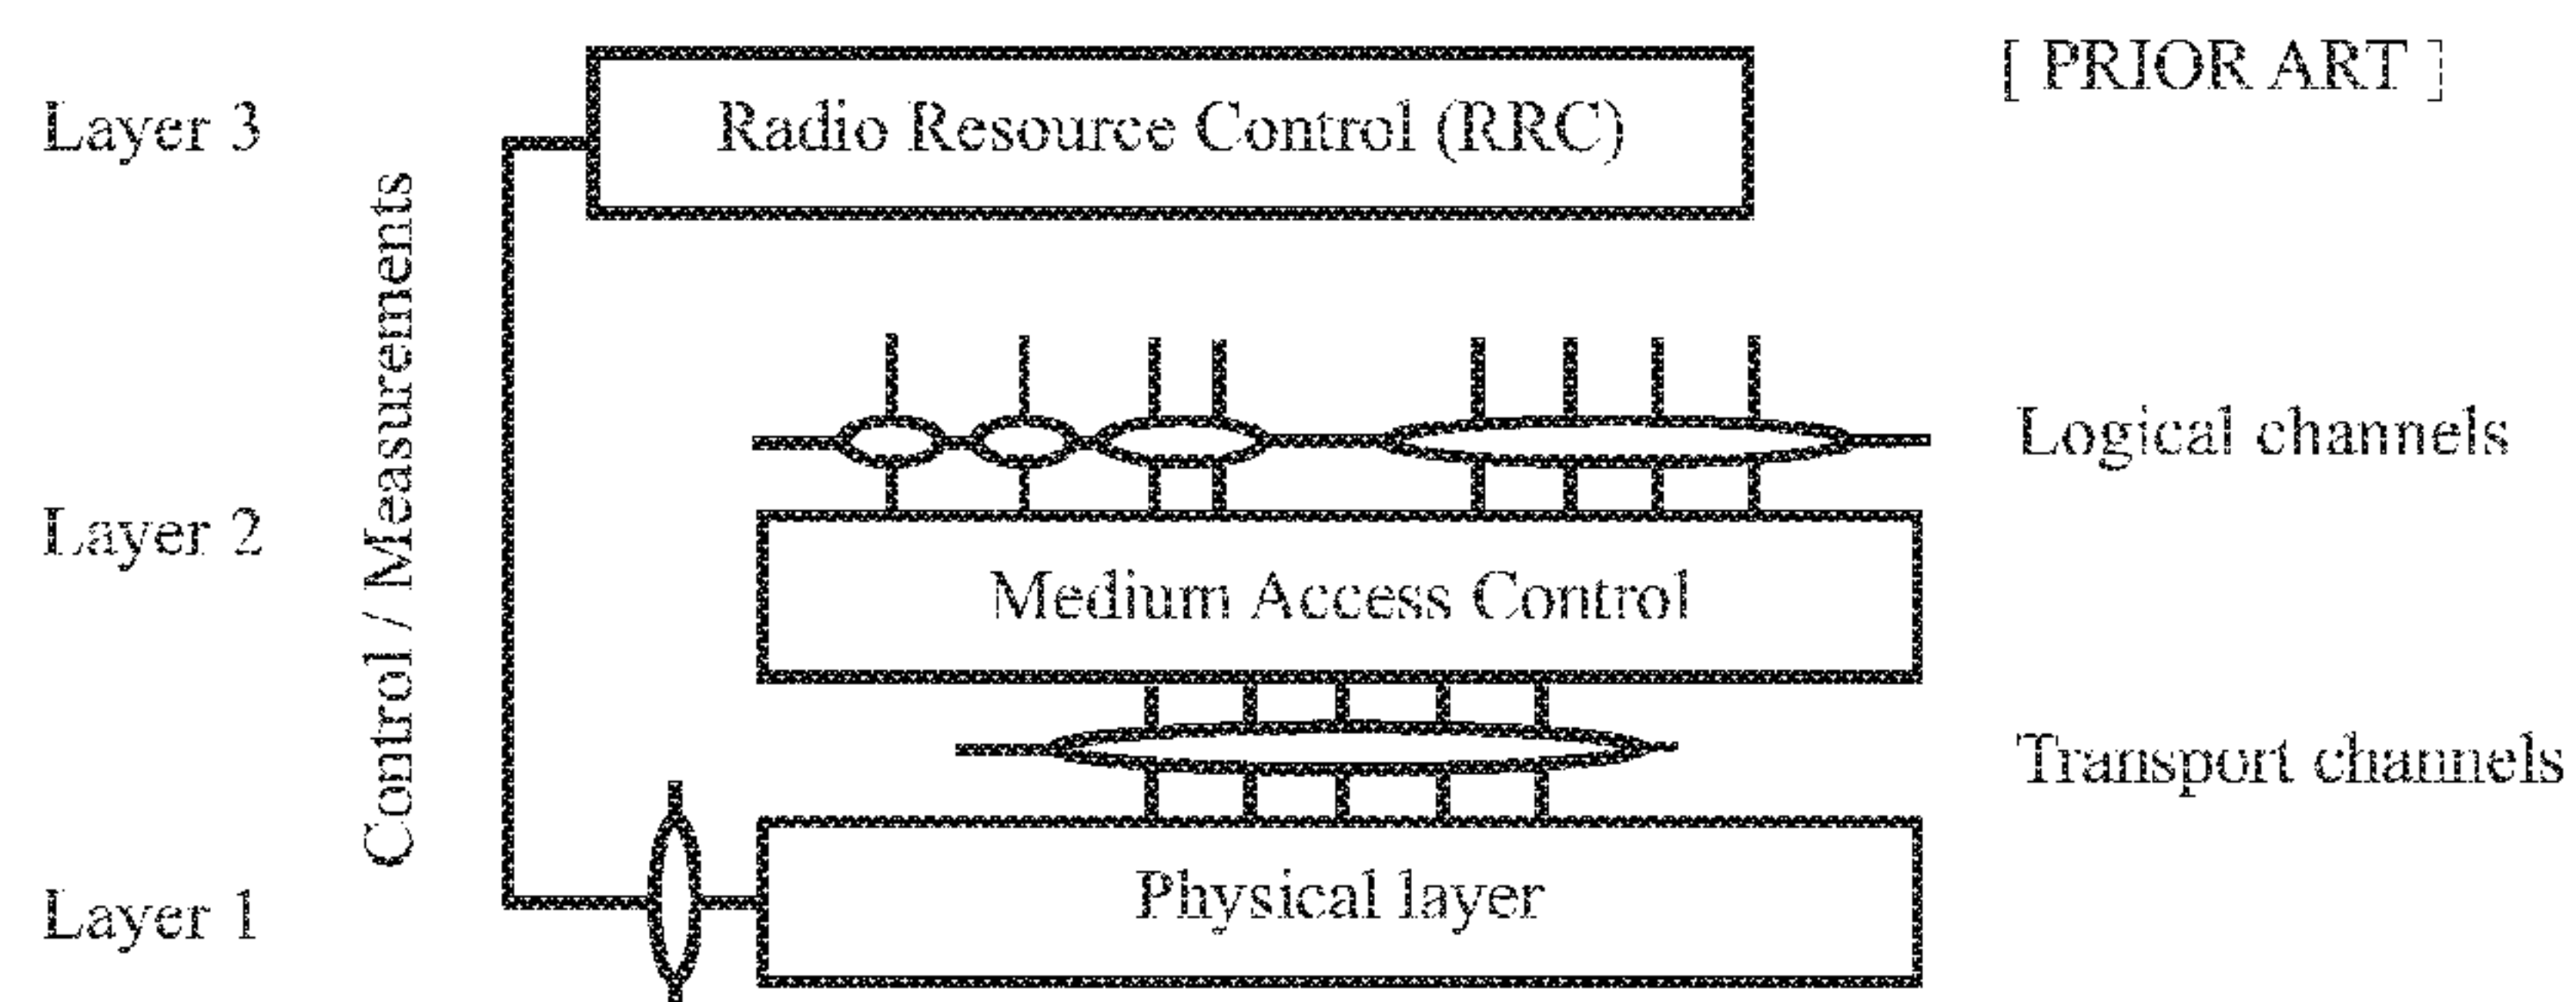 [ PRIOR ART ]
Layer 3
Radio Resource Control (RRC)
Control / Measurements
Logical channels
Layer 2
Medium Access Control
Transport channels
Layer 1
Physical layer